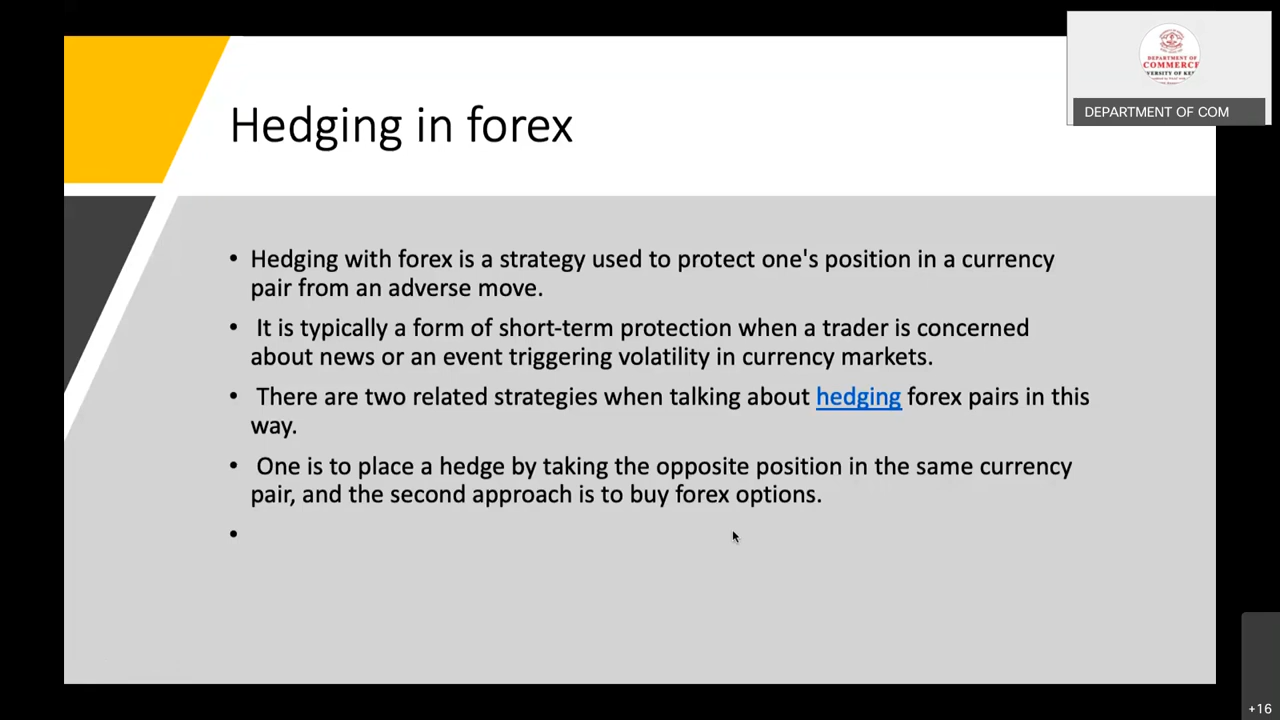 Hedging in forex
• Hedging with forex is a strategy used to protect one's position in a currency
pair from an adverse move.
• It is typically a form of short-term protection when a trader is concerned
about news or an event triggering volatility in currency markets.
• There are two related strategies when talking about hedging forex pairs in this
way.
• One is to place a hedge by taking the opposite position in the same currency
pair, and the second approach is to buy forex options.
•
DEPARTMENT OF
COMMERCE
DEPARTMENT OF COM
+16